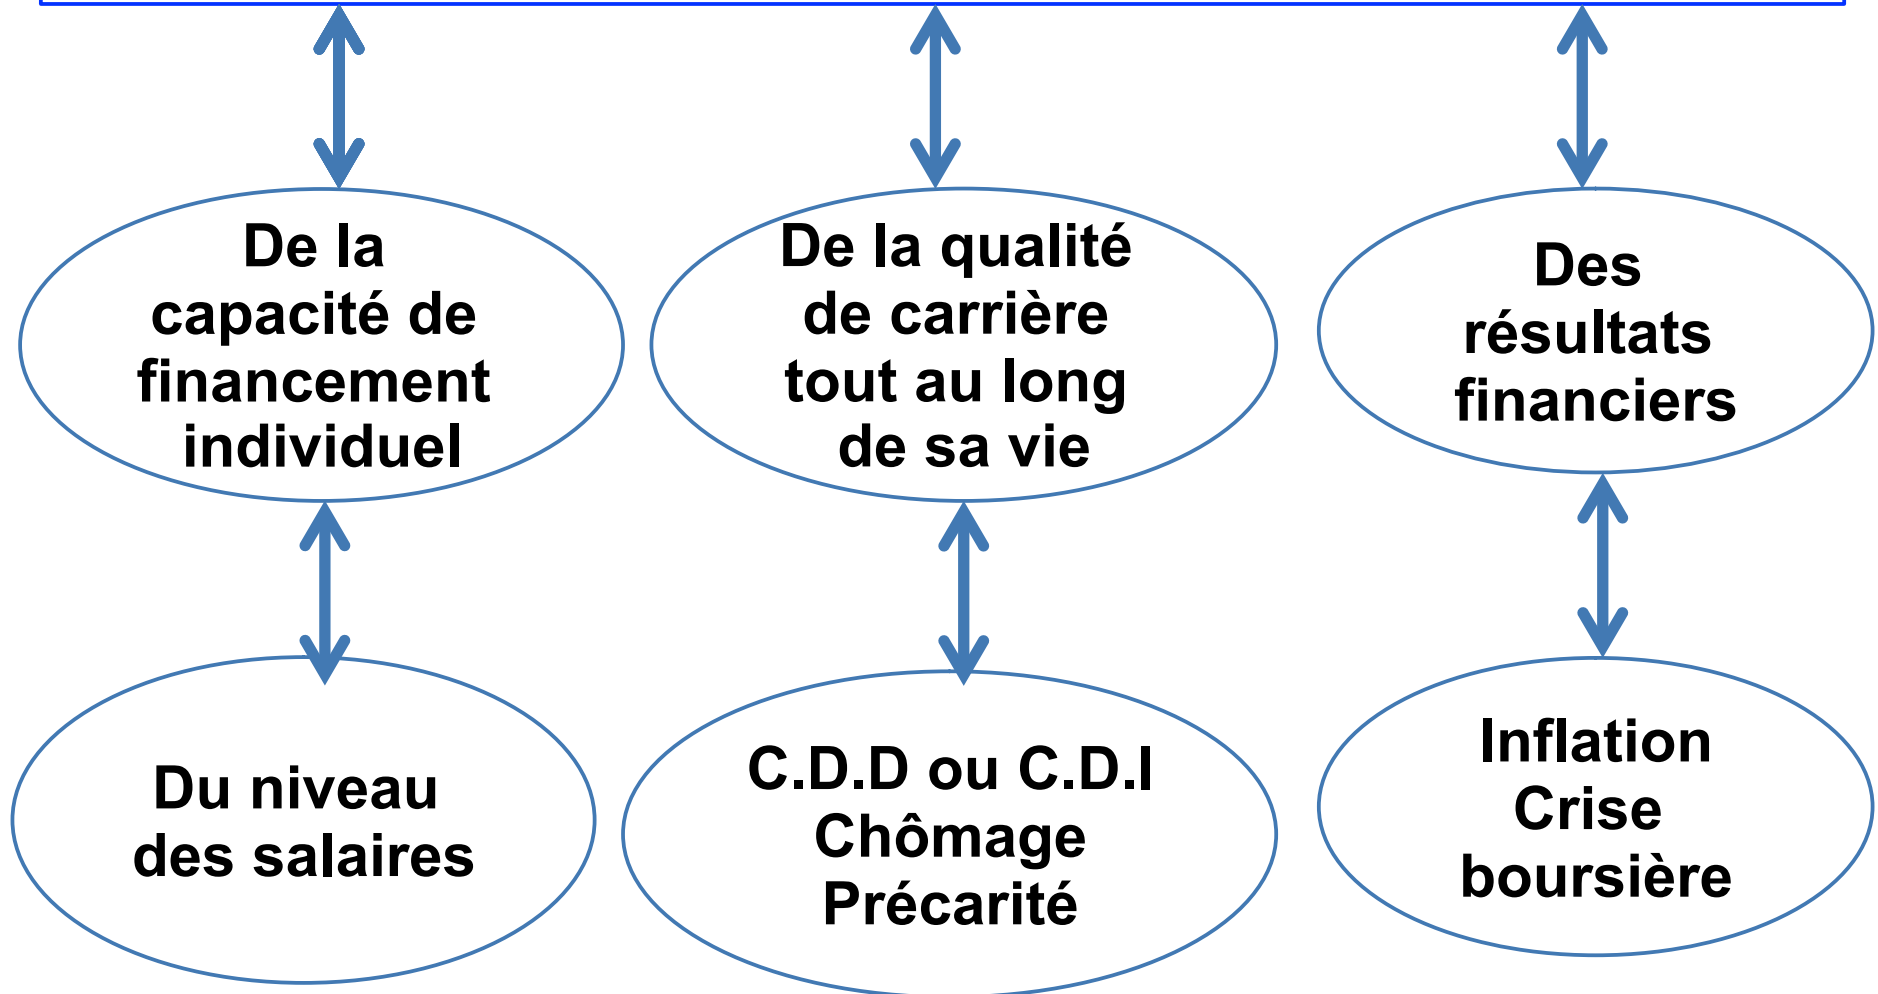 De la
capacité de
financement
individuel
De la qualité
de carrière
tout au long
de sa vie
Des
résultats
financiers
Du niveau
des salaires
C.D.D ou C.D.I
Chômage
Précarité
Inflation
Crise
boursière